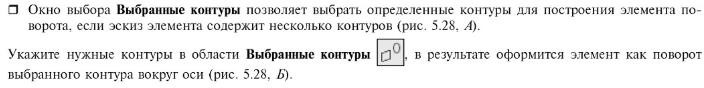 ❒ Окно выбора Выбранные контуры позволяет выбрать определенные контуры для построения элемента по-
ворота, если эскиз элемента содержит несколько контуров (рис. 5.28, А).
Укажите нужные контуры в области Выбранные контуры , в результате оформится элемент как поворот
выбранного контура вокруг оси (рис. 5.28, Б).